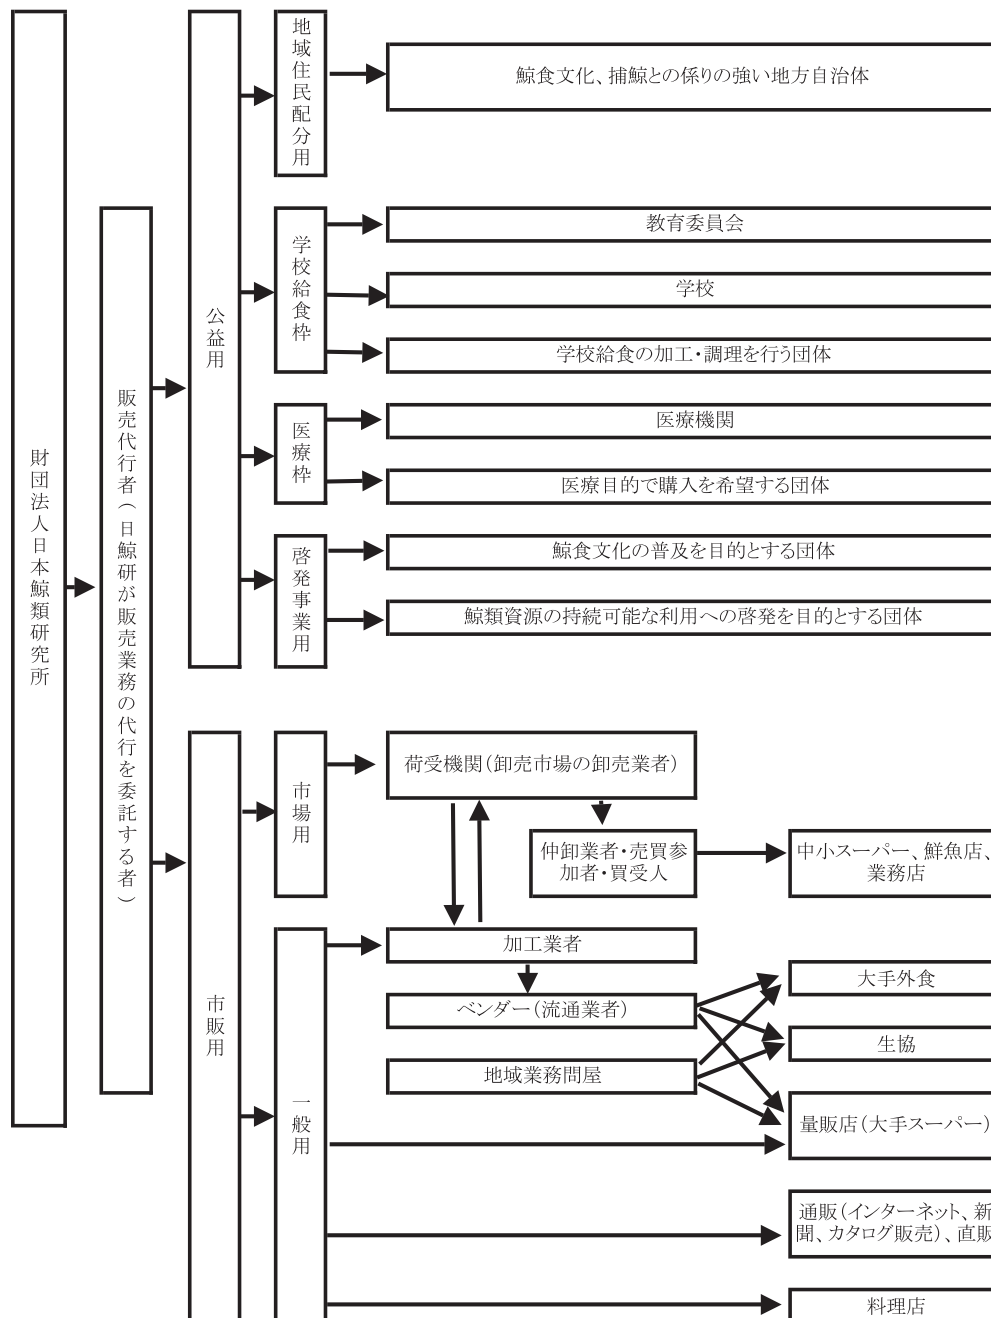 財団法人日本鯨類研究所
販売代行者(日鯨研が販売業務の代行を委託する者)
公益用
地域住民配分用
鯨食文化、捕鯨との係りの強い地方自治体
学校給食枠
教育委員会
学校
学校給食の加工・調理を行う団体
医療枠
医療機関
医療目的で購入を希望する団体
啓発事業用
鯨食文化の普及を目的とする団体
鯨類資源の持続可能な利用への啓発を目的とする団体
市販用
市場用
荷受機関(卸売市場の卸売業者)
仲卸業者・売買参
加者・買受人
中小スーパー、鮮魚店、
業務店
一般用
加工業者
ベンダー(流通業者)
地域業務問屋
大手外食
生協
量販店(大手スーパー)
通販(インターネット、新
聞、カタログ販売)、直販
料理店